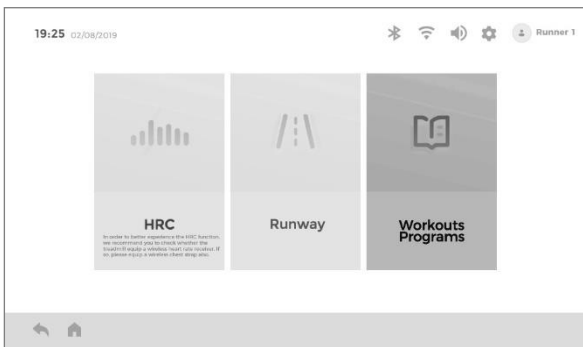 19:25 02/08/2019
Runner 1
HRC
In order to better experience the HRC function,
we recommend you to check whether the
treadmill equip a wireless heart rate receiver. If
so, please equip a wireless chest strap also.
Runway
Workouts
Programs